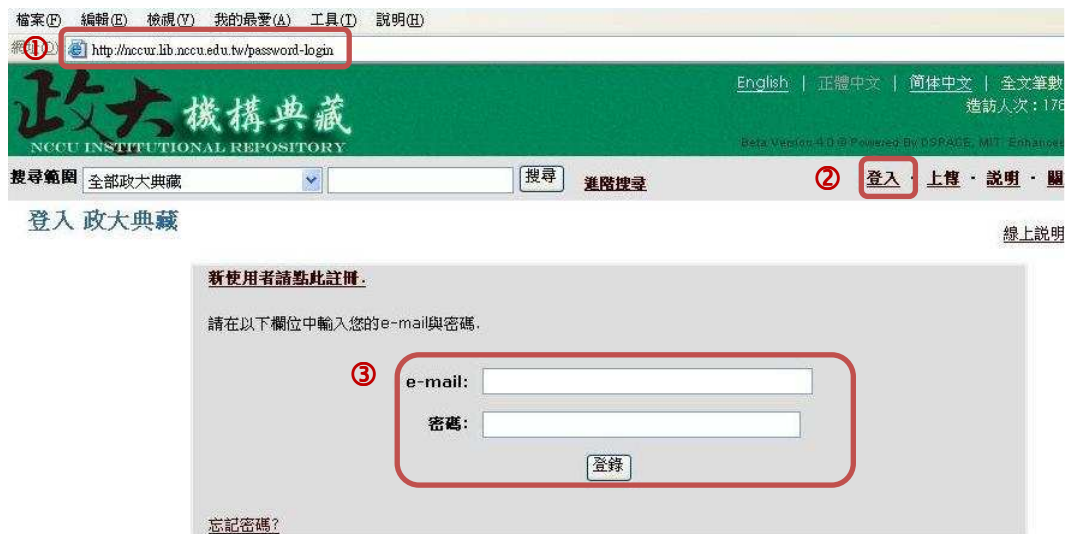 檔案(F) 編輯(E) 檢視(V) 我的最愛(A) 工具(T) 說明(H)
① http://nccur.lib.nccu.edu.tw/password-login
政大機構典藏
NCCU INSTITUTIONAL REPOSITORY
English | 正體中文 | 简体中文 | 全文筆數
造訪人次:176
Beta Version 4.0 @ Powered By DSPACE, MIT. Enhanced
搜尋範圍 全部政大典藏 搜尋 進階搜尋 ② 登入 · 上傳 · 說明 · 關
登入 政大典藏
線上說明
新使用者請點此註冊.
請在以下欄位中輸入您的e-mail與密碼.
③ e-mail:
密碼:
登錄
忘記密碼?